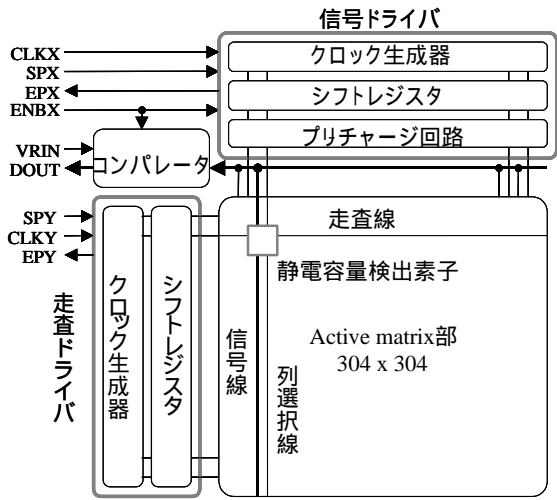 信号ドライバ
CLKX
SPX
EPX
ENBX
クロック生成器
シフトレジスタ
プリチャージ回路
VRIN
DOUT
コンパレータ
SPY
CLKY
EPY
走査ドライバ
クロック生成器
シフトレジスタ
走査線
静電容量検出素子
信号線
列選択線
Active matrix部
304 x 304